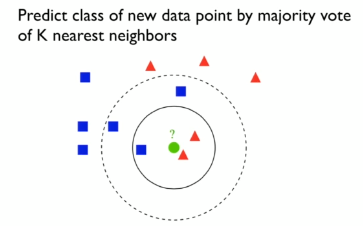 Predict class of new data point by majority vote
of K nearest neighbors
?